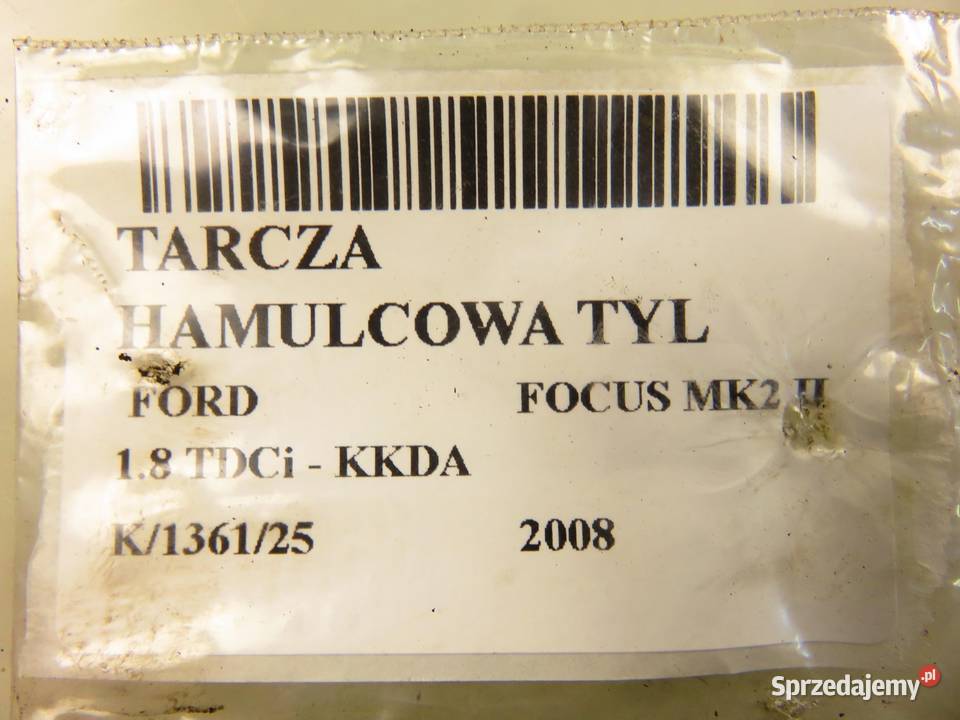 TARCZA
HAMULCOWA TYL
FORD FOCUS MK2 II
1.8 TDCi - KKDA
K/1361/25 2008
Sprzedajemy.pl